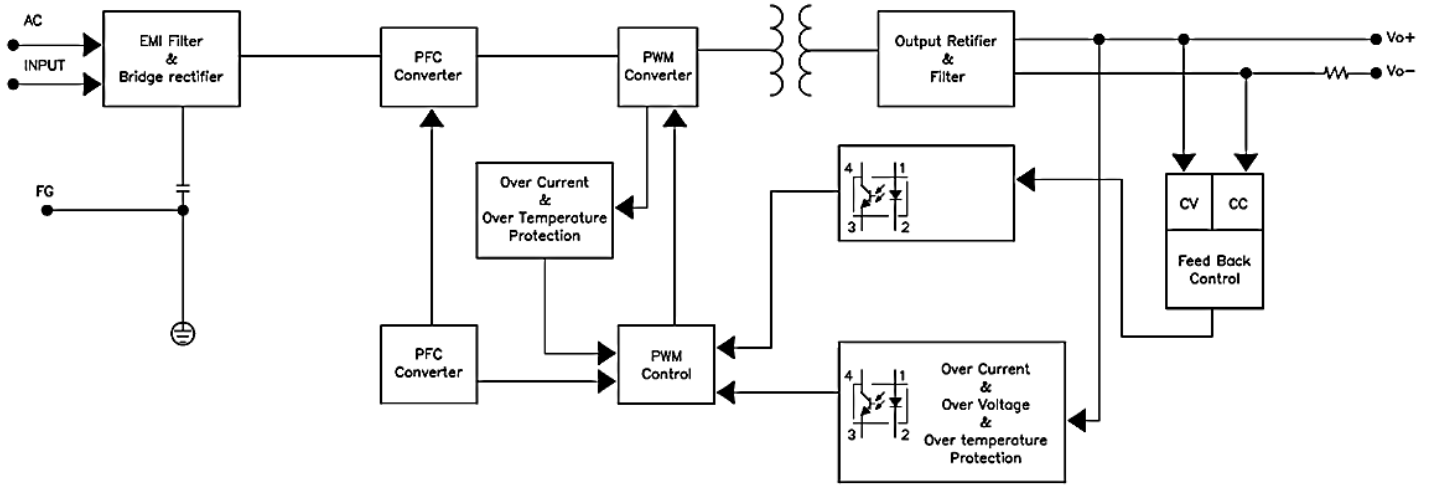 AC
INPUT
EMI Filter
&
Bridge rectifier
PFC
Converter
PWM
Converter
Output Retifier
&
Filter
Vo+
Vo-
FG
Over Current
&
Over Temperature
Protection
4 1
3 2
CV CC
Feed Back
Control
PFC
Converter
PWM
Control
4 1
3 2
Over Current
&
Over Voltage
&
Over temperature
Protection